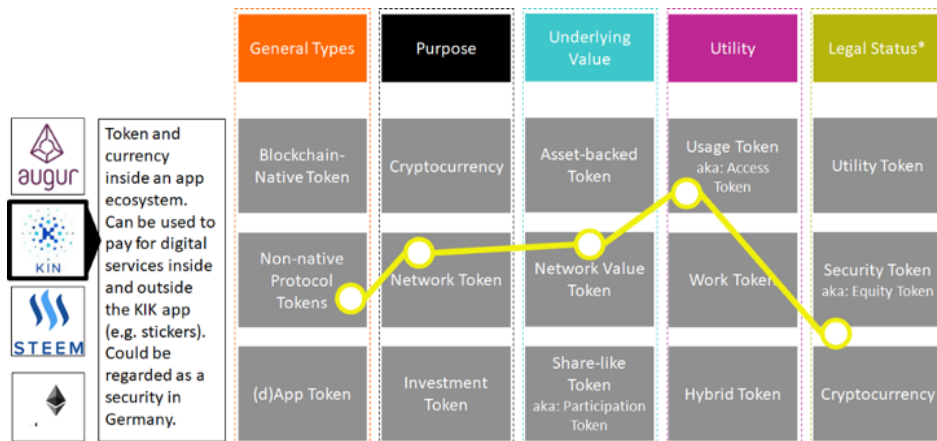 General Types
Purpose
Underlying
Value
Utility
Legal Status*
augur
KIN
STEEM
Token and
currency
inside an app
ecosystem.
Can be used to
pay for digital
services inside
and outside
the KIK app
(e.g. stickers).
Could be
regarded as a
security in
Germany.
Blockchain-
Native Token
Cryptocurrency
Asset-backed
Token
Usage Token
aka: Access
Token
Utility Token
Non-native
Protocol
Tokens
Network Token
Network Value
Token
Work Token
Security Token
aka: Equity Token
(d)App Token
Investment
Token
Share-like
Token
aka: Participation
Token
Hybrid Token
Cryptocurrency